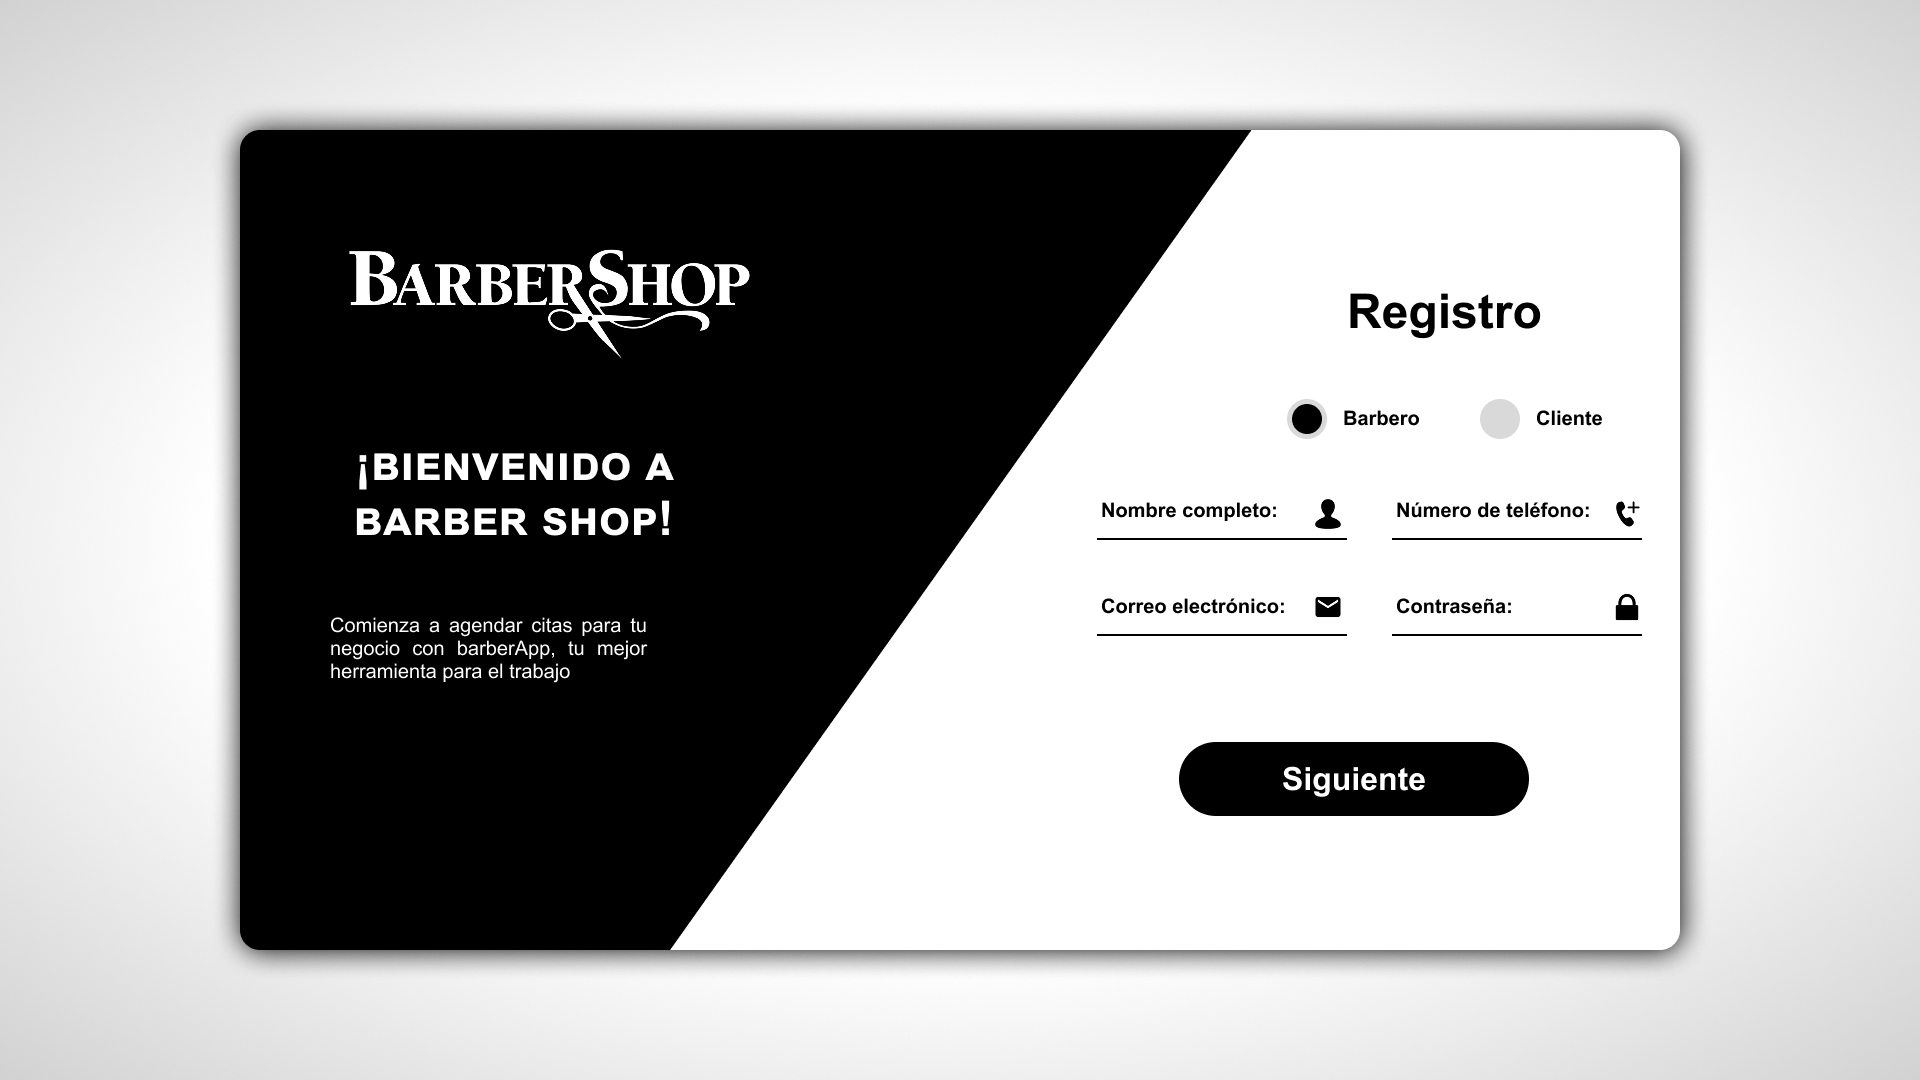 BARBERSHOP
¡BIENVENIDO A
BARBER SHOP!
Comienza a agendar citas para tu
negocio con barberApp, tu mejor
herramienta para el trabajo
Registro
Barbero
Cliente
Nombre completo:
Número de teléfono:
Correo electrónico:
Contraseña:
Siguiente